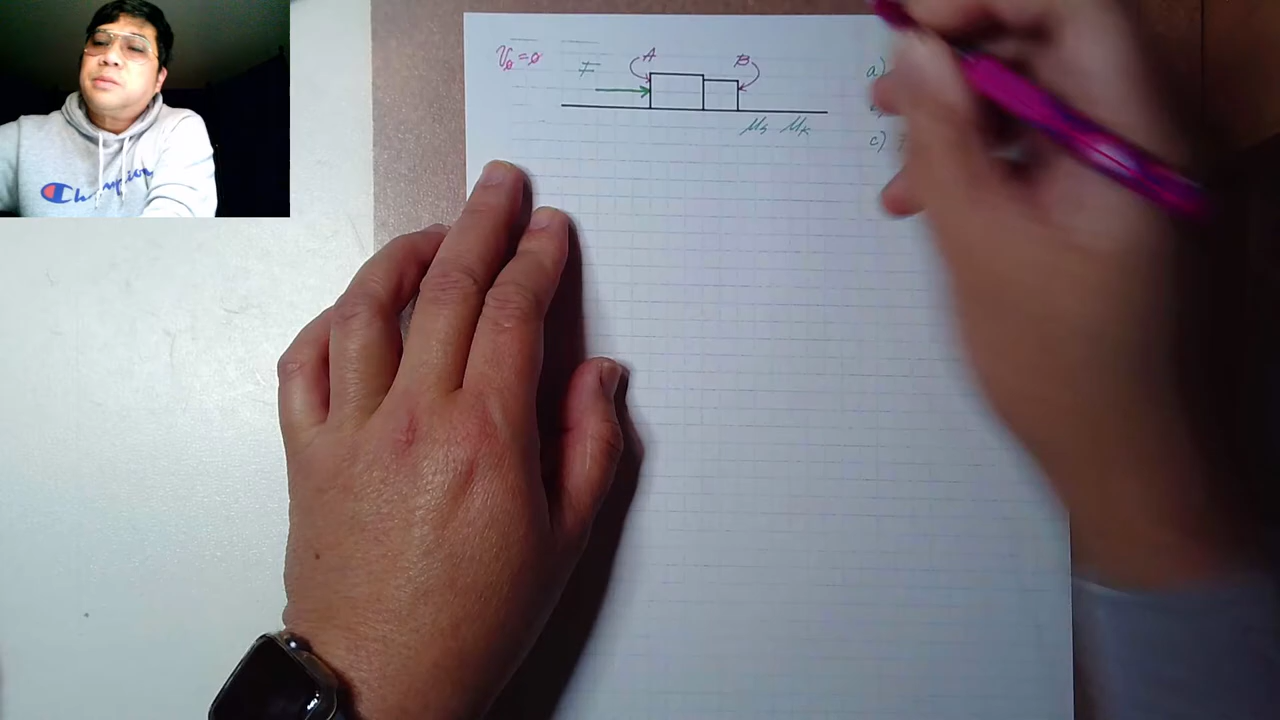 V₀=0
F
A
B
μs μk
a)
c)
Champion